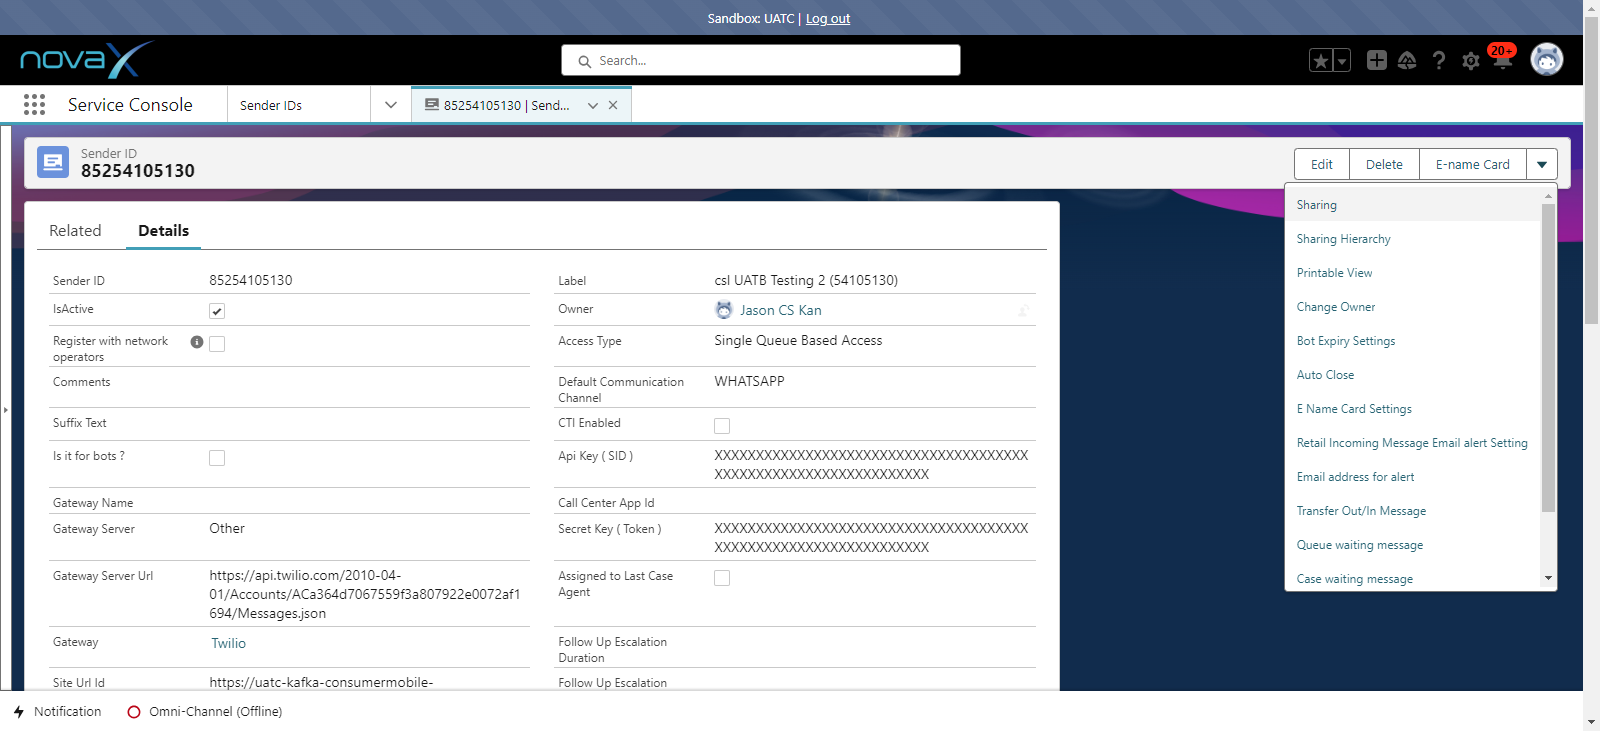 Sandbox: UATC | Log out
novaX
Search...
20+
Service Console
Sender IDs
85254105130 | Send...
Sender ID
85254105130
Edit
Delete
E-name Card
Sharing
Sharing Hierarchy
Printable View
Change Owner
Bot Expiry Settings
Auto Close
E Name Card Settings
Retail Incoming Message Email alert Setting
Email address for alert
Transfer Out/In Message
Queue waiting message
Case waiting message
Related
Details
Sender ID
85254105130
Label
csl UATB Testing 2 (54105130)
IsActive
Owner
Jason CS Kan
Register with network
operators
Access Type
Single Queue Based Access
Comments
Default Communication
Channel
WHATSAPP
Suffix Text
CTI Enabled
Is it for bots ?
Api Key ( SID )
XXXXXXXXXXXXXXXXXXXXXXXXXXXXXXXXXXXXXX
XXXXXXXXXXXXXXXXXXXXXXXXXX
Gateway Name
Call Center App Id
Gateway Server
Other
Secret Key ( Token )
XXXXXXXXXXXXXXXXXXXXXXXXXXXXXXXXXXXXXX
XXXXXXXXXXXXXXXXXXXXXXXXXX
Gateway Server Url
https://api.twilio.com/2010-04-
01/Accounts/ACa364d7067559f3a807922e0072af1
694/Messages.json
Assigned to Last Case
Agent
Gateway
Twilio
Follow Up Escalation
Duration
Site Url Id
https://uatc-kafka-consumermobile-
Follow Up Escalation
Notification
Omni-Channel (Offline)